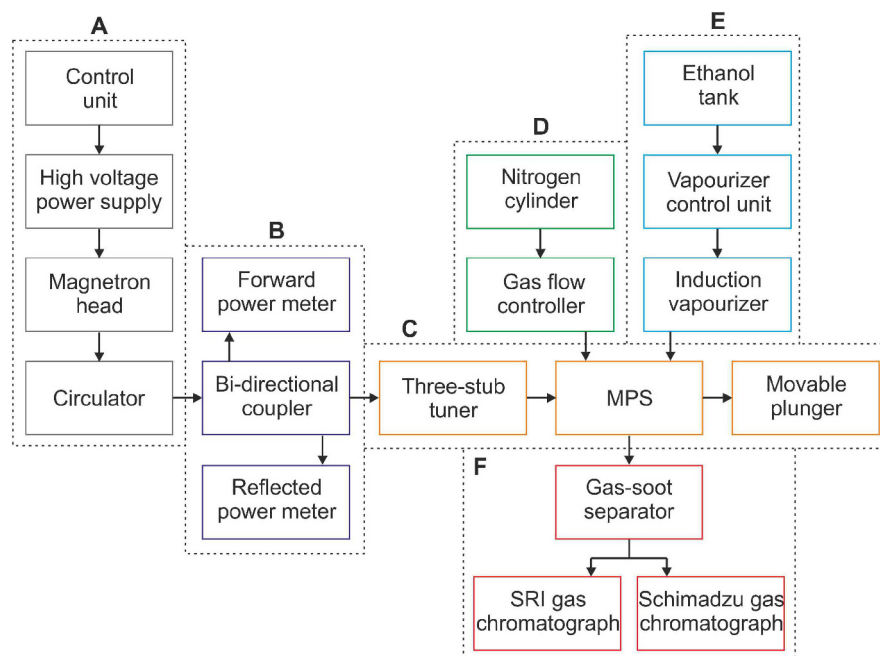 A
Control
unit
High voltage
power supply
Magnetron
head
Circulator
B
Forward
power meter
Bi-directional
coupler
Reflected
power meter
C
Three-stub
tuner
MPS
Movable
plunger
D
Nitrogen
cylinder
Gas flow
controller
E
Ethanol
tank
Vapourizer
control unit
Induction
vapourizer
F
Gas-soot
separator
SRI gas
chromatograph
Schimadzu gas
chromatograph